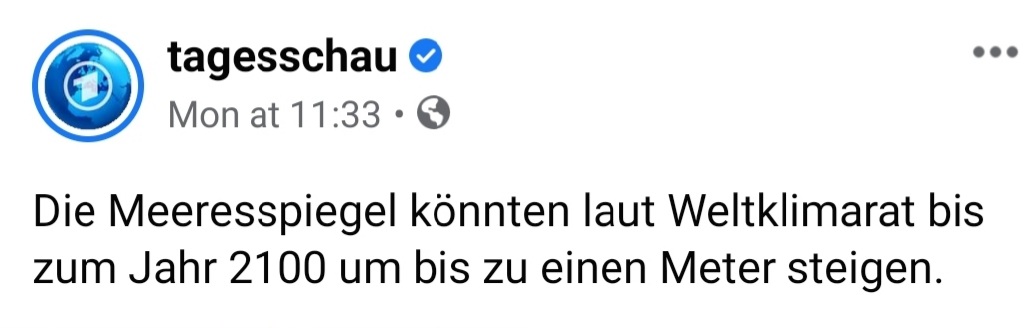 tagesschau
Mon at 11:33 •
Die Meeresspiegel könnten laut Weltklimarat bis
zum Jahr 2100 um bis zu einen Meter steigen.